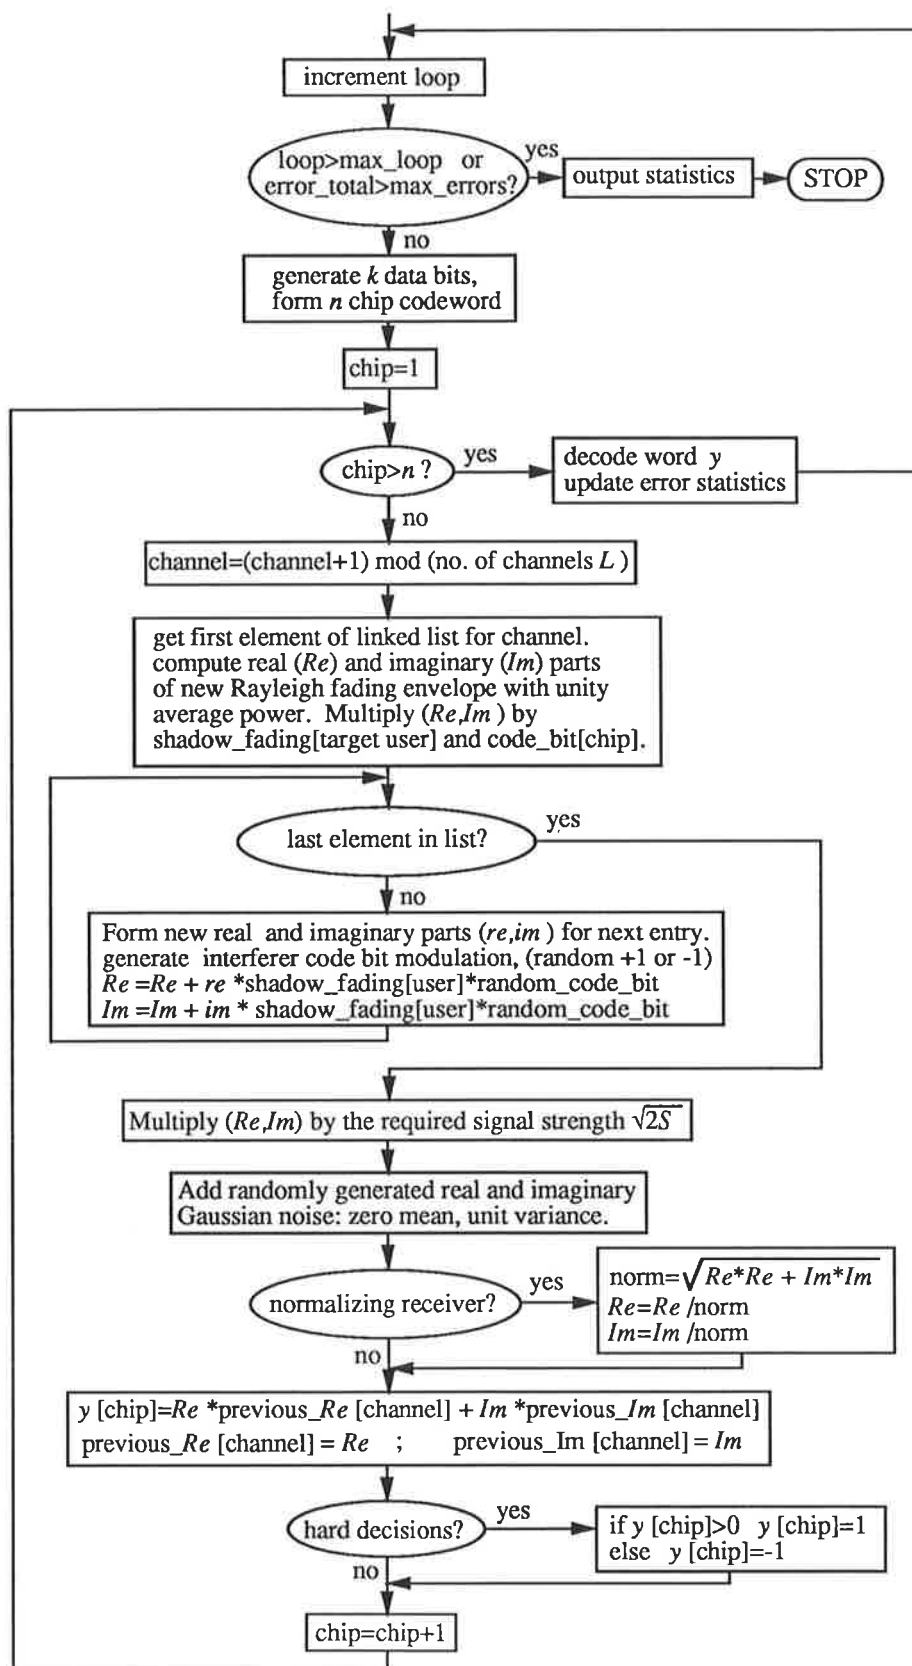 increment loop
loop>max_loop or
error_total>max_errors?
yes
output statistics
STOP
no
generate k data bits,
form n chip codeword
chip=1
chip>n ?
yes
decode word y
update error statistics
no
channel=(channel+1) mod (no. of channels L )
get first element of linked list for channel.
compute real (Re) and imaginary (Im) parts
of new Rayleigh fading envelope with unity
average power. Multiply (Re,Im ) by
shadow_fading[target user] and code_bit[chip].
last element in list?
yes
no
Form new real and imaginary parts (re,im ) for next entry.
generate interferer code bit modulation, (random +1 or -1)
Re =Re + re *shadow_fading[user]*random_code_bit
Im =Im + im * shadow_fading[user]*random_code_bit
Multiply (Re,Im) by the required signal strength √2S
Add randomly generated real and imaginary
Gaussian noise: zero mean, unit variance.
normalizing receiver?
yes
norm=√Re*Re + Im*Im
Re=Re /norm
Im=Im /norm
no
y [chip]=Re *previous_Re [channel] + Im *previous_Im [channel]
previous_Re [channel] = Re ; previous_Im [channel] = Im
hard decisions?
yes
if y [chip]>0 y [chip]=1
else y [chip]=-1
no
chip=chip+1